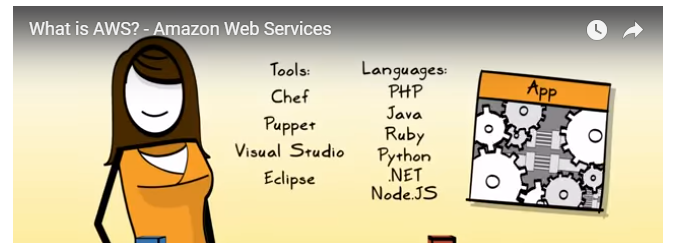 What is AWS? - Amazon Web Services
Tools:
Chef
Puppet
Visual Studio
Eclipse
Languages:
PHP
Java
Ruby
Python
.NET
Node.JS
App